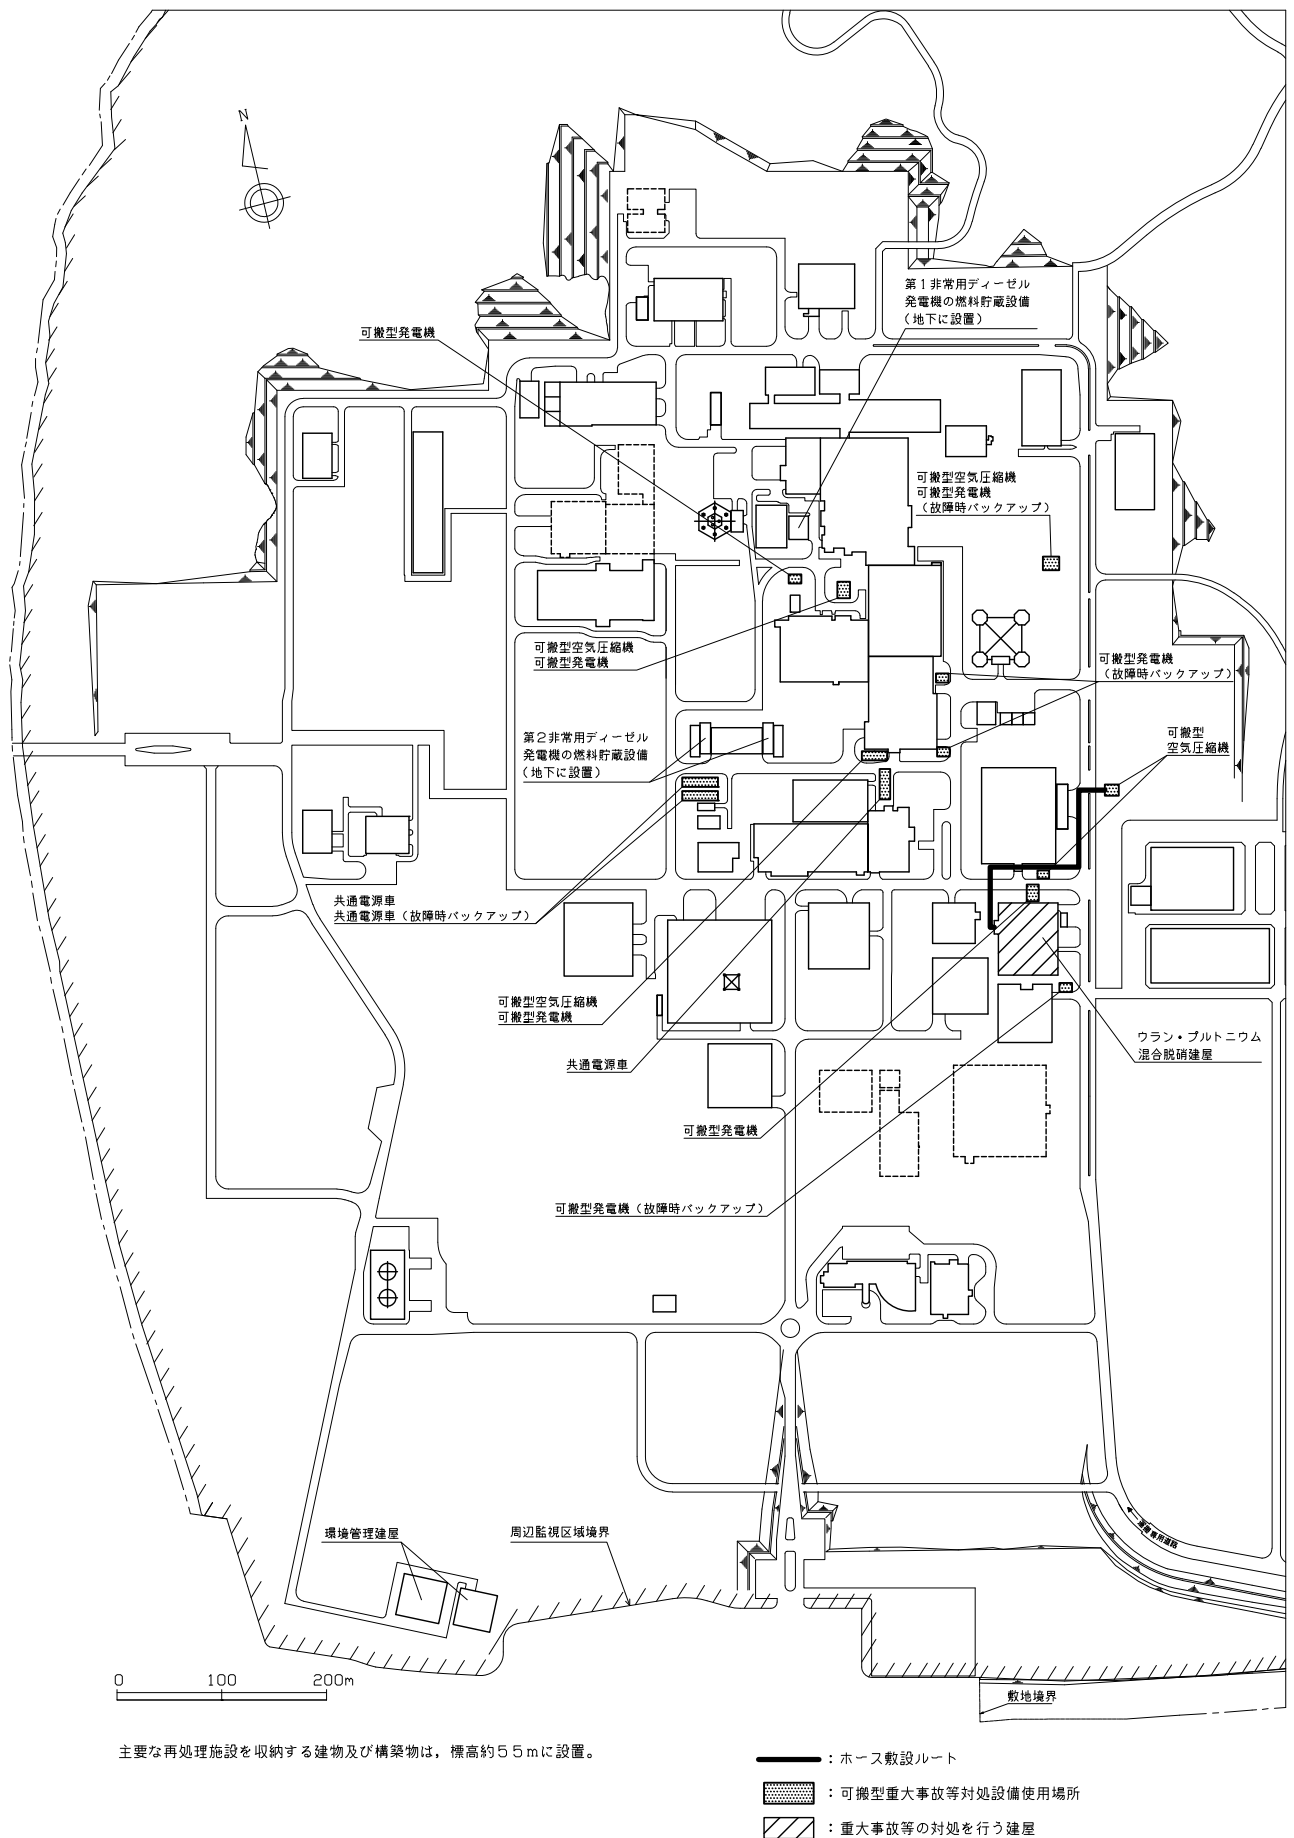 N
第1非常用ディーゼル
発電機の燃料貯蔵設備
(地下に設置)
可搬型発電機
可搬型空気圧縮機
可搬型発電機
(故障時バックアップ)
可搬型空気圧縮機
可搬型発電機
可搬型発電機
(故障時バックアップ)
第2非常用ディーゼル
発電機の燃料貯蔵設備
(地下に設置)
可搬型
空気圧縮機
共通電源車
共通電源車(故障時バックアップ)
可搬型空気圧縮機
可搬型発電機
ウラン・プルトニウム
混合脱硝建屋
共通電源車
可搬型発電機
可搬型発電機(故障時バックアップ)
環境管理建屋
周辺監視区域境界
運搬専用道路
0 100 200m
敷地境界
主要な再処理施設を収納する建物及び構築物は，標高約55mに設置。
：ホース敷設ルート
：可搬型重大事故等対処設備使用場所
：重大事故等の対処を行う建屋